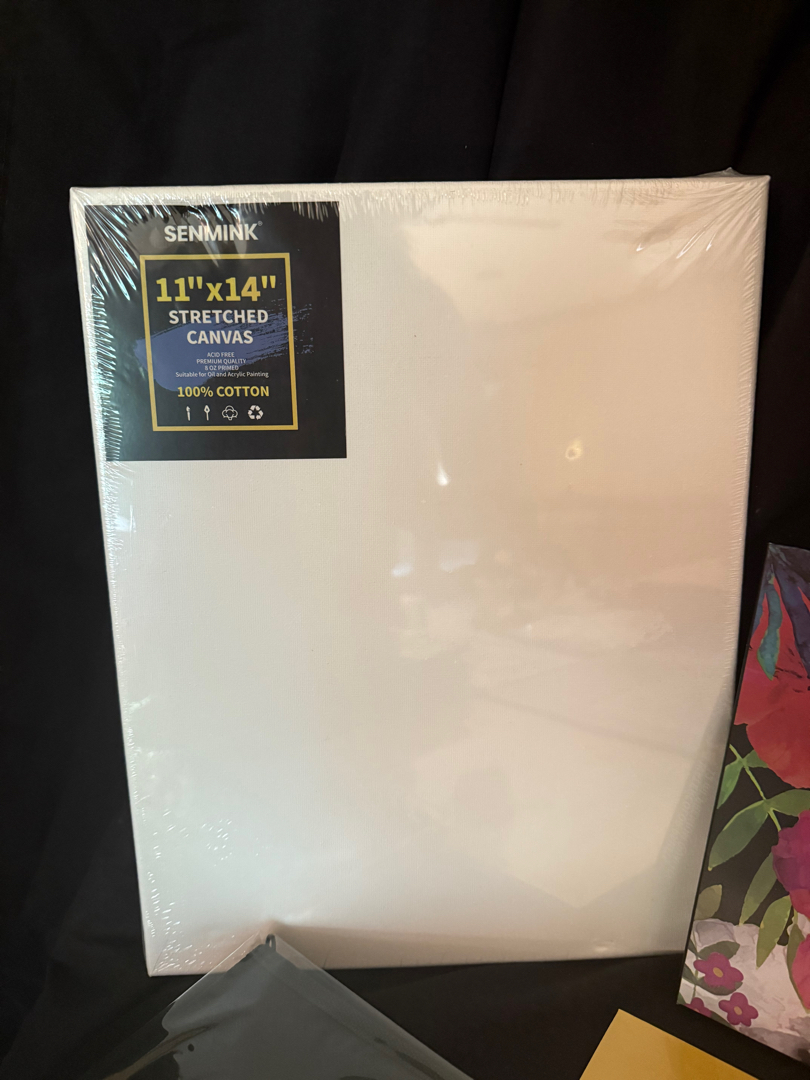 SENMINK
11"x14"
STRETCHED
CANVAS
ACID FREE
PREMIUM QUALITY
8 OZ PRIMED
Suitable for Oil and Acrylic Painting
100% COTTON